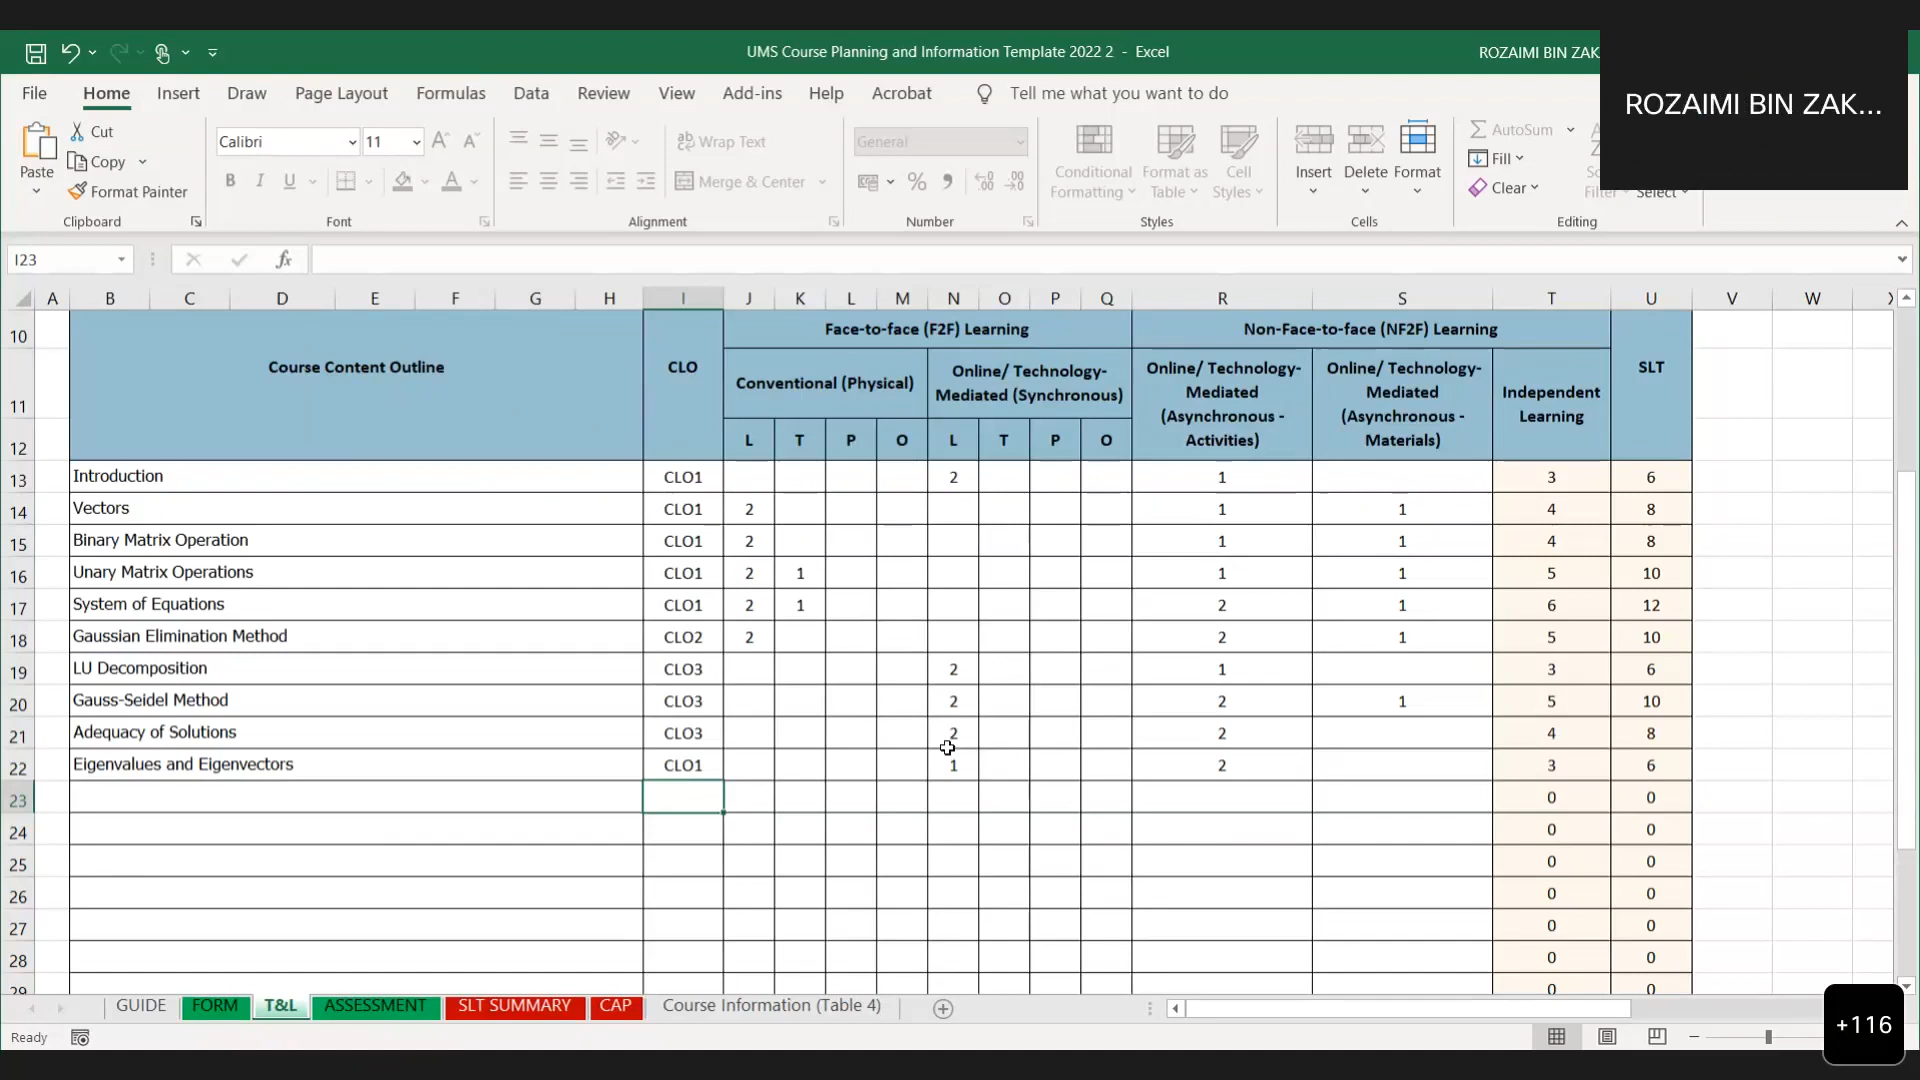 UMS Course Planning and Information Template 2022 2 - Excel
ROZAIMI BIN ZAK
ROZAIMI BIN ZAK...
File Home Insert Draw Page Layout Formulas Data Review View Add-ins Help Acrobat Tell me what you want to do
Paste
Cut
Copy
Format Painter
Clipboard
Calibri 11
B I U
Font
Wrap Text
Merge & Center
Alignment
General
Number
Conditional Formatting
Format as Table
Cell Styles
Styles
Insert Delete Format
Cells
AutoSum
Fill
Clear
Select
Editing
I23
fx
A B C D E F G H I J K L M N O P Q R S T U V W
10 Face-to-face (F2F) Learning Non-Face-to-face (NF2F) Learning
Course Content Outline CLO SLT
11 Conventional (Physical)
Online/ Technology-
Mediated (Synchronous)
Online/ Technology-
Mediated
(Asynchronous -
Activities)
Online/ Technology-
Mediated
(Asynchronous -
Materials)
Independent
Learning
12 L T P O L T P O
13 Introduction CLO1 2 1 3 6
14 Vectors CLO1 2 1 1 4 8
15 Binary Matrix Operation CLO1 2 1 1 4 8
16 Unary Matrix Operations CLO1 2 1 1 1 5 10
17 System of Equations CLO1 2 1 2 1 6 12
18 Gaussian Elimination Method CLO2 2 2 1 5 10
19 LU Decomposition CLO3 2 1 3 6
20 Gauss-Seidel Method CLO3 2 2 1 5 10
21 Adequacy of Solutions CLO3 2 2 4 8
22 Eigenvalues and Eigenvectors CLO1 1 2 3 6
23 0 0
24 0 0
25 0 0
26 0 0
27 0 0
28 0 0
29 0 0
GUIDE FORM T&L ASSESSMENT SLT SUMMARY CAP Course Information (Table 4)
Ready
+116